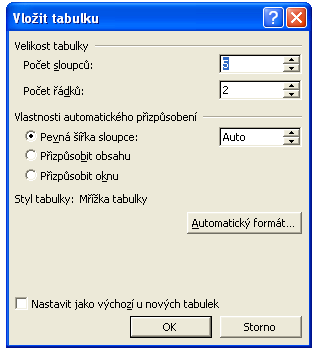 Vložit tabulku
Velikost tabulky
Počet sloupců: 5
Počet řádků: 2
Vlastnosti automatického přizpůsobení
Pevná šířka sloupce: Auto
Přizpůsobit obsahu
Přizpůsobit oknu
Styl tabulky: Mřížka tabulky
Automatický formát...
Nastavit jako výchozí u nových tabulek
OK Storno